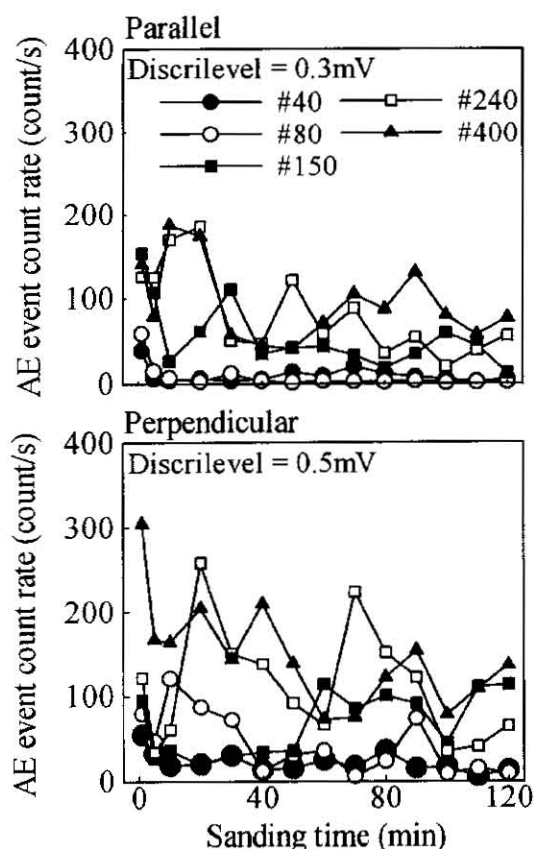 Parallel
400
Discrilevel = 0.3mV
#40 #240
#80 #400
#150
300
200
100
0
AE event count rate (count/s)
Perpendicular
400
Discrilevel = 0.5mV
300
200
100
0
AE event count rate (count/s)
0 40 80 120
Sanding time (min)